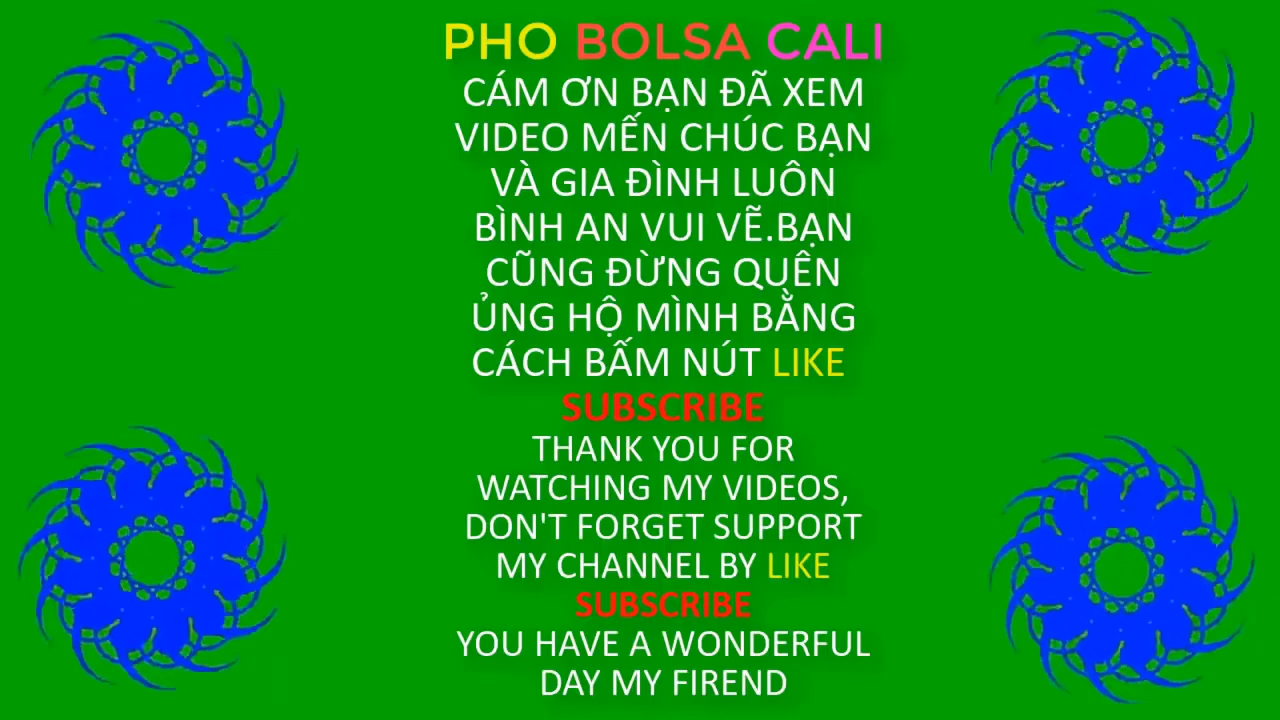 PHO BOLSA CALI
CÁM ƠN BẠN ĐÃ XEM
VIDEO MẾN CHÚC BẠN
VÀ GIA ĐÌNH LUÔN
BÌNH AN VUI VẼ.BẠN
CŨNG ĐỪNG QUÊN
ỦNG HỘ MÌNH BẰNG
CÁCH BẤM NÚT LIKE
SUBSCRIBE
THANK YOU FOR
WATCHING MY VIDEOS,
DON'T FORGET SUPPORT
MY CHANNEL BY LIKE
SUBSCRIBE
YOU HAVE A WONDERFUL
DAY MY FIREND